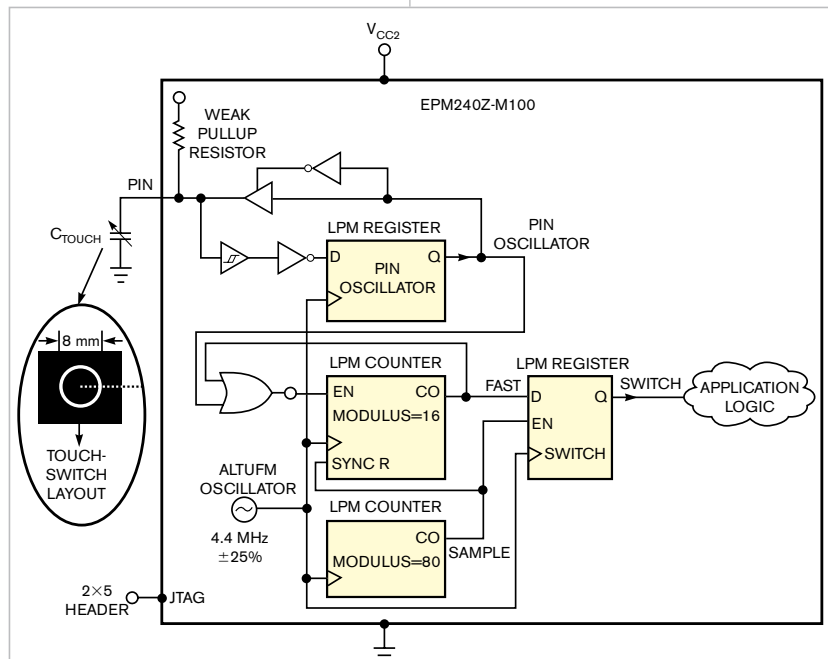 V_CC2
EPM240Z-M100
WEAK
PULLUP
RESISTOR
PIN
C_TOUCH
LPM REGISTER
D
Q
PIN
OSCILLATOR
PIN
OSCILLATOR
8 mm
TOUCH-
SWITCH
LAYOUT
LPM COUNTER
EN
CO
MODULUS=16
SYNC R
FAST
LPM REGISTER
D
Q
EN
SWITCH
SWITCH
APPLICATION
LOGIC
ALTUFM
OSCILLATOR
4.4 MHz
±25%
LPM COUNTER
CO
MODULUS=80
SAMPLE
2×5
HEADER
JTAG